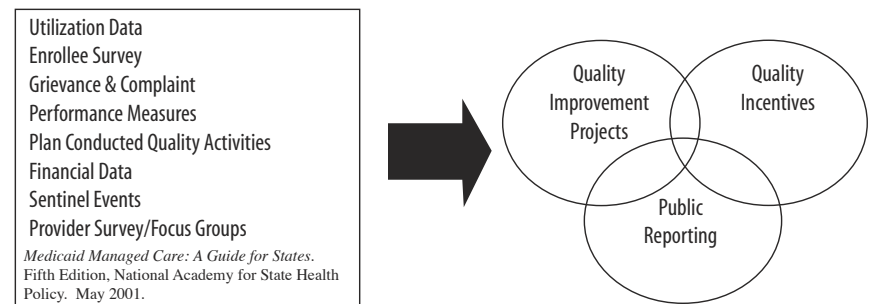 Utilization Data
Enrollee Survey
Grievance & Complaint
Performance Measures
Plan Conducted Quality Activities
Financial Data
Sentinel Events
Provider Survey/Focus Groups
Medicaid Managed Care: A Guide for States.
Fifth Edition, National Academy for State Health
Policy.  May 2001.
Quality
Improvement
Projects
Quality
Incentives
Public
Reporting